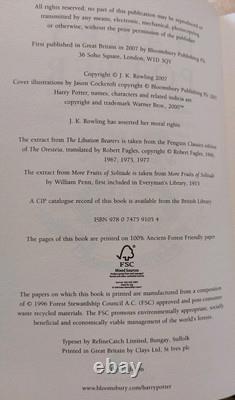 All rights reserved; no part of this publication may be reproduced or
transmitted by any means, electronic, mechanical, photocopying
or otherwise, without the prior permission of the publisher
First published in Great Britain in 2007 by Bloomsbury Publishing Plc
36 Soho Square, London, W1D 3QY
Copyright © J. K. Rowling 2007
Cover illustrations by Jason Cockcroft copyright © Bloomsbury Publishing Plc
Harry Potter, names, characters and related indicia are
copyright and trademark Warner Bros., 2000™
J. K. Rowling has asserted her moral rights
The extract from The Libation Bearers is taken from the Penguin Classics edition
of The Oresteia, translated by Robert Fagles, copyright © Robert Fagles, 1966,
1967, 1975, 1977
The extract from More Fruits of Solitude is taken from More Fruits of Solitude
by William Penn, first included in Everyman's Library, 1915
A CIP catalogue record of this book is available from the British Library
ISBN 978 0 7475 9105 4
The pages of this book are printed on 100% Ancient-Forest Friendly paper
FSC
Mixed Sources
The papers on which this book is printed are manufactured from a composition
of © 1996 Forest Stewardship Council A.C. (FSC) approved and post-consumer
waste recycled materials. The FSC promotes environmentally appropriate, socially
beneficial and economically viable management of the world's forests.
Typeset by RefineCatch Limited, Bungay, Suffolk
Printed in Great Britain by Clays Ltd, St Ives plc
www.bloomsbury.com/harrypotter